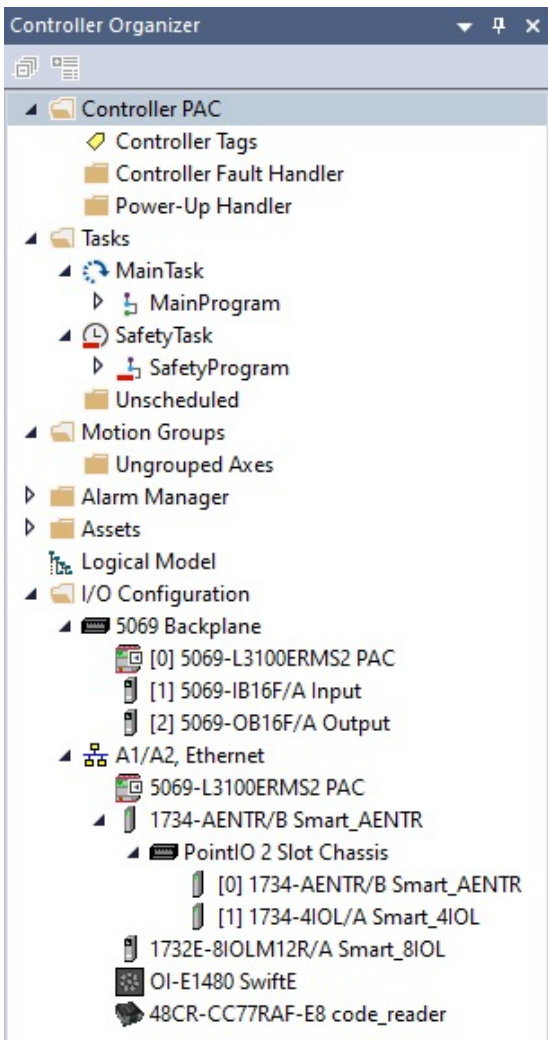 Controller Organizer
Controller PAC
Controller Tags
Controller Fault Handler
Power-Up Handler
Tasks
MainTask
MainProgram
SafetyTask
SafetyProgram
Unscheduled
Motion Groups
Ungrouped Axes
Alarm Manager
Assets
Logical Model
I/O Configuration
5069 Backplane
[0] 5069-L3100ERMS2 PAC
[1] 5069-IB16F/A Input
[2] 5069-OB16F/A Output
A1/A2, Ethernet
5069-L3100ERMS2 PAC
1734-AENTR/B Smart_AENTR
PointIO 2 Slot Chassis
[0] 1734-AENTR/B Smart_AENTR
[1] 1734-4IOL/A Smart_4IOL
1732E-8IOLM12R/A Smart_8IOL
OI-E1480 SwiftE
48CR-CC77RAF-E8 code_reader